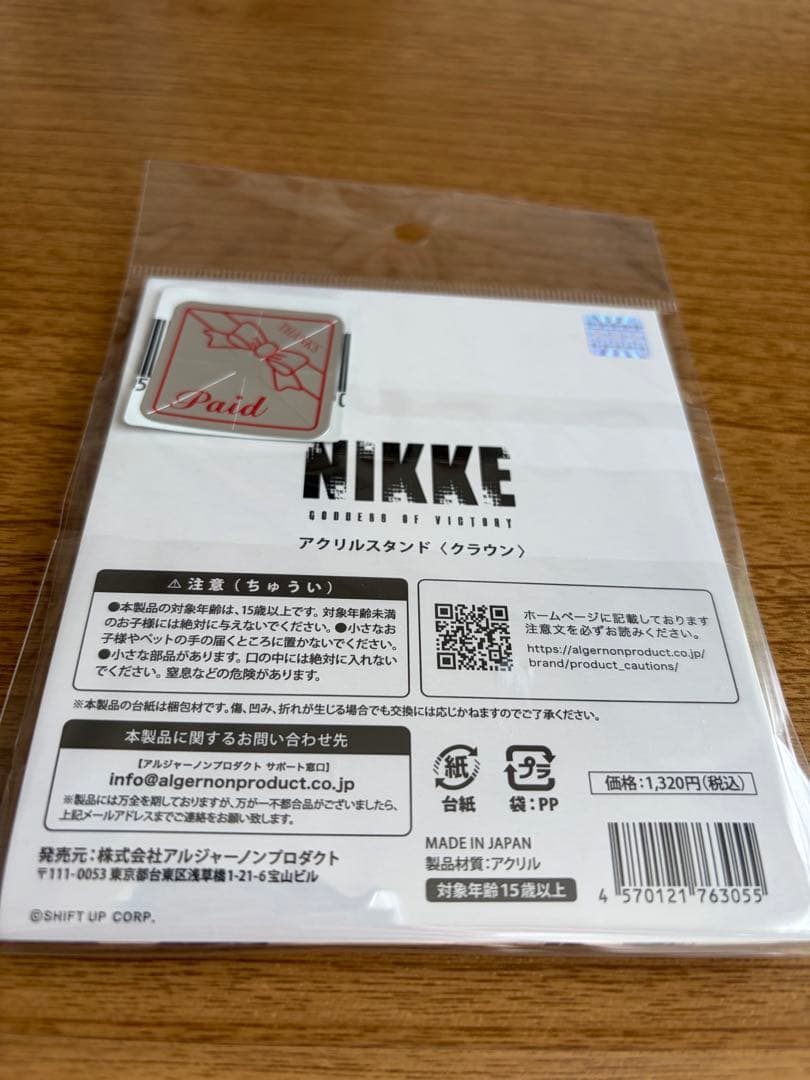 THANKS
Paid
5
NIKKE
GODDESS OF VICTORY
アクリルスタンド〈クラウン〉
⚠注意（ちゅうい）
●本製品の対象年齢は、15歳以上です。対象年齢未満
のお子様には絶対に与えないでください。●小さなお
子様やペットの手の届くところに置かないでください。
●小さな部品があります。口の中には絶対に入れない
でください。窒息などの危険があります。
ホームページに記載しております
注意文を必ずお読みください。
https://algernonproduct.co.jp/
brand/product_cautions/
※本製品の台紙は梱包材です。傷、凹み、折れが生じる場合でも交換には応じかねますのでご了承ください。
本製品に関するお問い合わせ先
【アルジャーノンプロダクト サポート窓口】
info@algernonproduct.co.jp
※製品には万全を期しておりますが、万が一不都合品がございましたら、
上記メールアドレスまでご連絡をお願い致します。
紙
台紙
プラ
袋：PP
価格：1,320円（税込）
発売元：株式会社アルジャーノンプロダクト
〒111-0053 東京都台東区浅草橋1-21-6宝山ビル
MADE IN JAPAN
製品材質：アクリル
対象年齢15歳以上
4 570121 763055
©SHIFT UP CORP.